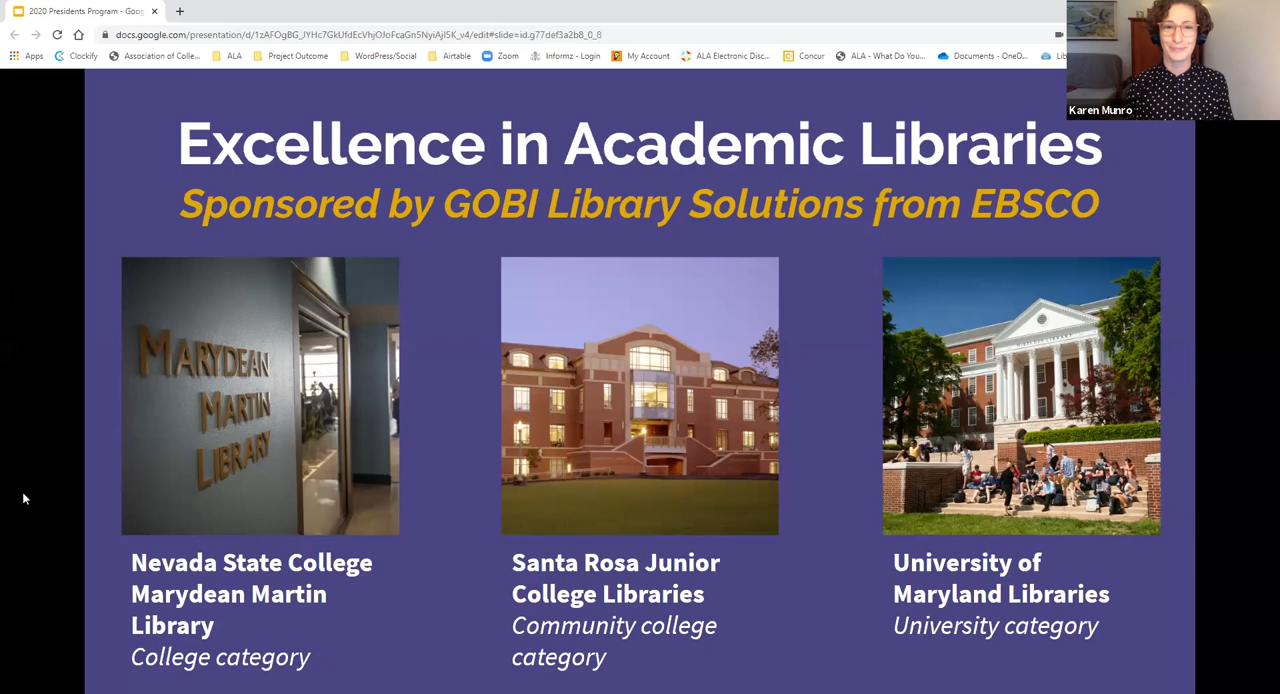 2020 Presidents Program - Goog
docs.google.com/presentation/d/1zAFOgBG_JYHc7GkUfdEcVhjOJoFcaGn5NyiAjl5K_v4/edit#slide=id.g77def3a2b8_0_8
Apps Clockify Association of Colle... ALA Project Outcome WordPress/Social Airtable Zoom Informz - Login My Account ALA Electronic Disc... Concur ALA - What Do You... Documents - OneD... Lib
Karen Munro
Excellence in Academic Libraries
Sponsored by GOBI Library Solutions from EBSCO
MARYDEAN
MARTIN
LIBRARY
Nevada State College
Marydean Martin
Library
College category
Santa Rosa Junior
College Libraries
Community college
category
University of
Maryland Libraries
University category